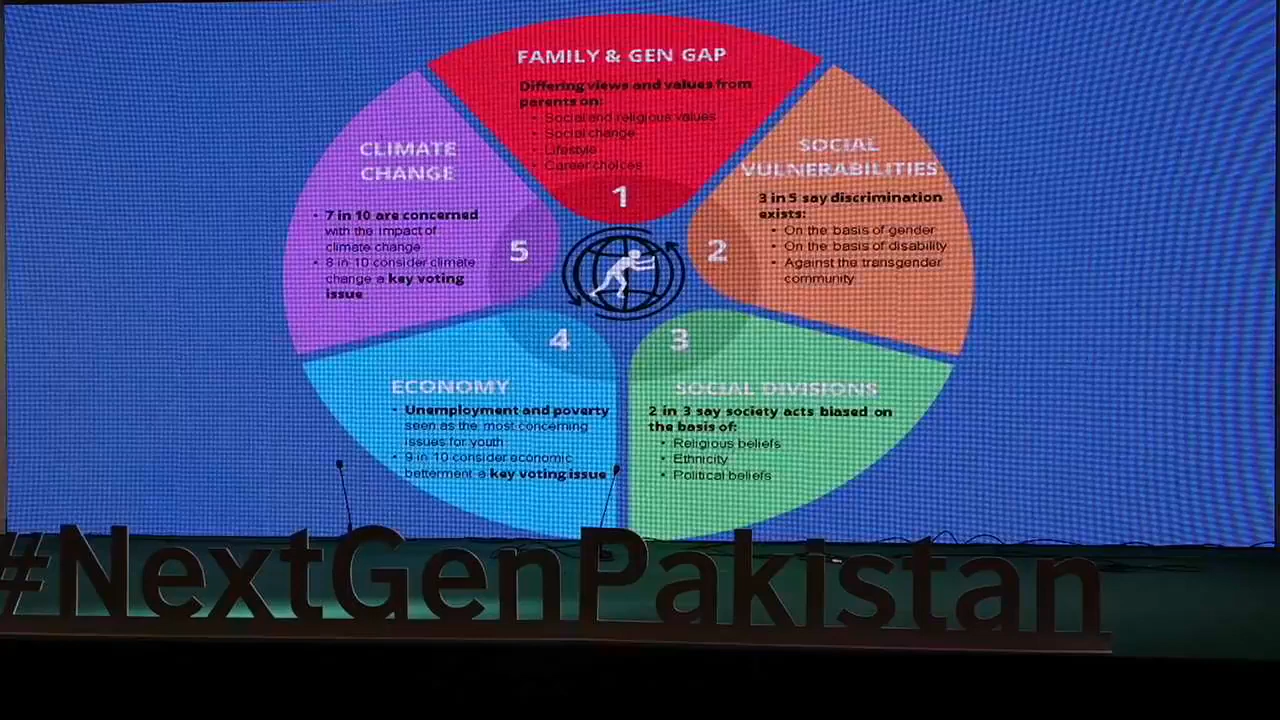 FAMILY & GEN GAP
Differing views and values from
parents on:
• Social and religious values
• Social change
• Lifestyle
• Career choices
1
SOCIAL
VULNERABILITIES
3 in 5 say discrimination
exists:
• On the basis of gender
• On the basis of disability
• Against the transgender
community
2
SOCIAL DIVISIONS
2 in 3 say society acts biased on
the basis of:
• Religious beliefs
• Ethnicity
• Political beliefs
3
ECONOMY
• Unemployment and poverty
seen as the most concerning
issues for youth
• 9 in 10 consider economic
betterment a key voting issue
4
CLIMATE
CHANGE
• 7 in 10 are concerned
with the impact of
climate change
• 8 in 10 consider climate
change a key voting
issue
5
#NextGenPakistan